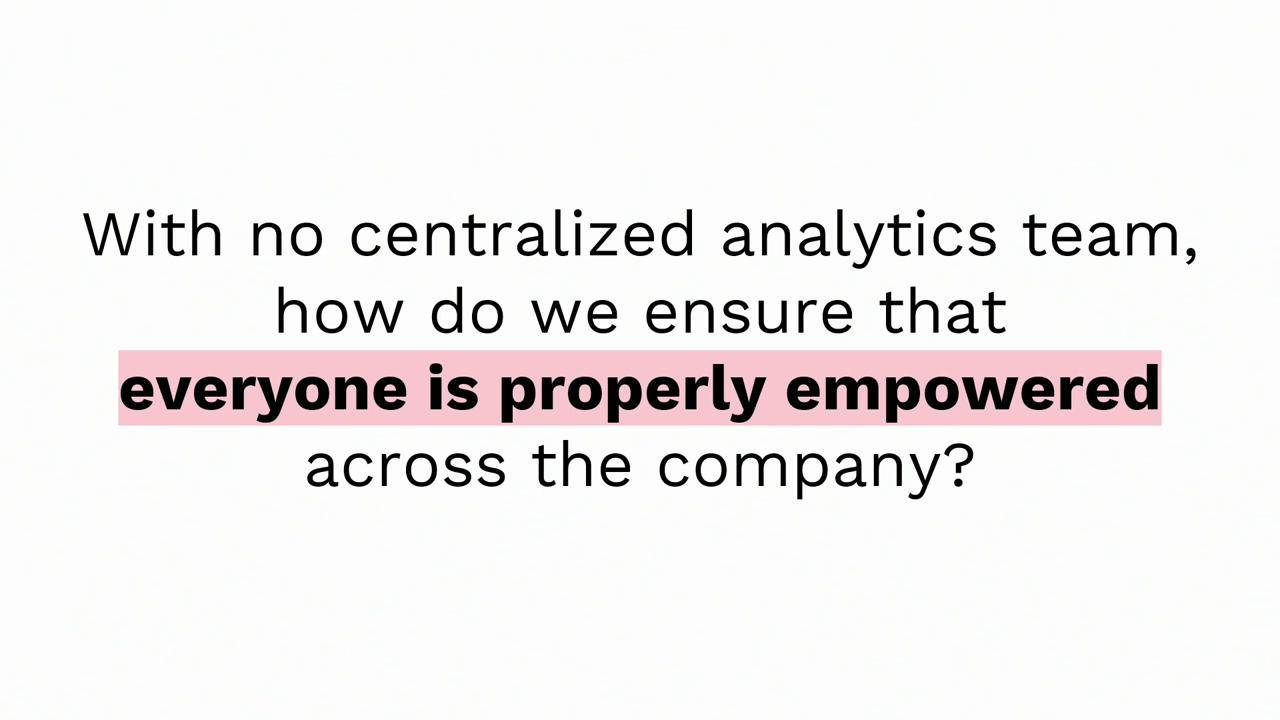 With no centralized analytics team,
how do we ensure that
everyone is properly empowered
across the company?